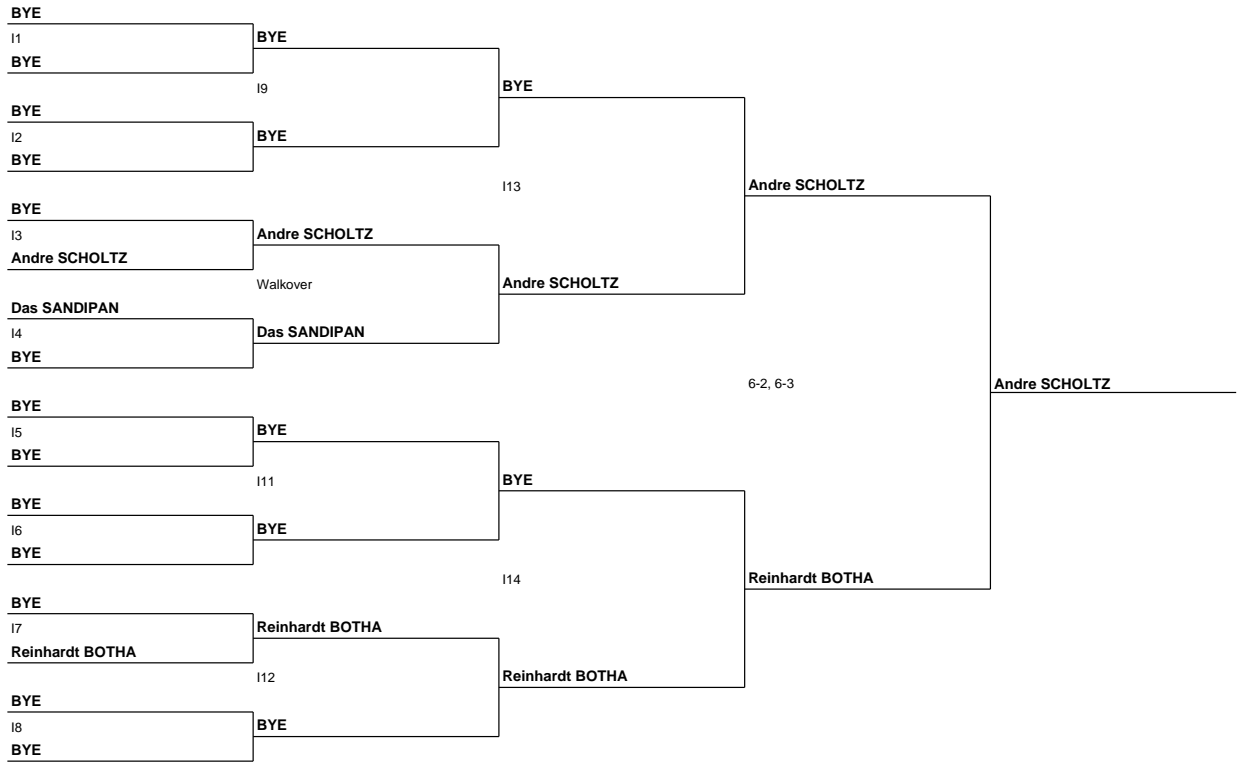 BYE
I1
BYE
BYE
I9
BYE
BYE
I2
BYE
BYE
I13
Andre SCHOLTZ
BYE
I3
Andre SCHOLTZ
Andre SCHOLTZ
Walkover
Andre SCHOLTZ
Das SANDIPAN
I4
Das SANDIPAN
BYE
6-2, 6-3
Andre SCHOLTZ
BYE
I5
BYE
BYE
I11
BYE
BYE
I6
BYE
BYE
I14
Reinhardt BOTHA
BYE
I7
Reinhardt BOTHA
Reinhardt BOTHA
I12
Reinhardt BOTHA
BYE
I8
BYE
BYE